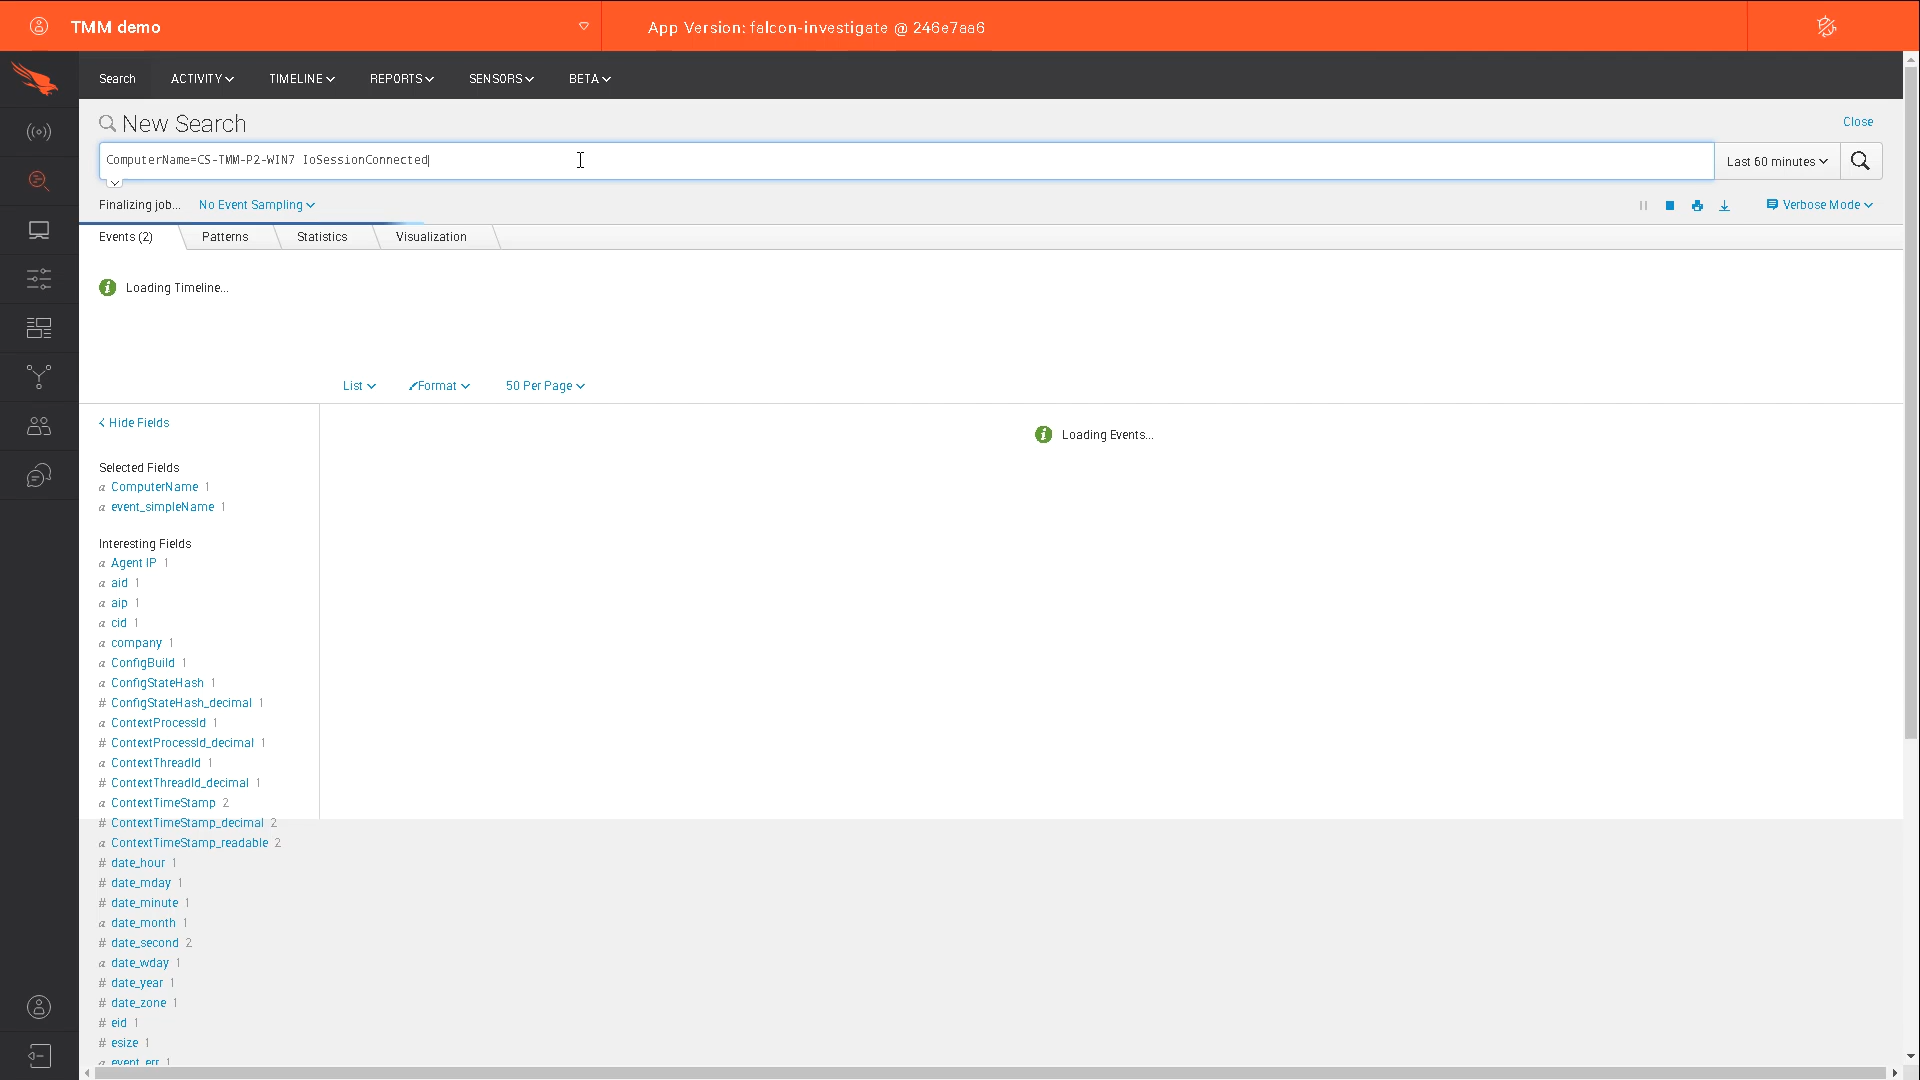 TMM demo
App Version: falcon-investigate @ 246e7aa6
Search
ACTIVITY
TIMELINE
REPORTS
SENSORS
BETA
New Search
Close
ComputerName=CS-TMM-P2-WIN7 IoSessionConnected
Last 60 minutes
Finalizing job...
No Event Sampling
Verbose Mode
Events (2)
Patterns
Statistics
Visualization
i Loading Timeline...
List
Format
50 Per Page
< Hide Fields
i Loading Events...
Selected Fields
a ComputerName 1
a event_simpleName 1
Interesting Fields
a Agent IP 1
a aid 1
a aip 1
a cid 1
a company 1
a ConfigBuild 1
a ConfigStateHash 1
# ConfigStateHash_decimal 1
a ContextProcessId 1
# ContextProcessId_decimal 1
a ContextThreadId 1
# ContextThreadId_decimal 1
a ContextTimeStamp 2
# ContextTimeStamp_decimal 2
a ContextTimeStamp_readable 2
# date_hour 1
# date_mday 1
# date_minute 1
a date_month 1
# date_second 2
a date_wday 1
# date_year 1
# date_zone 1
# eid 1
# esize 1
a event_err 1